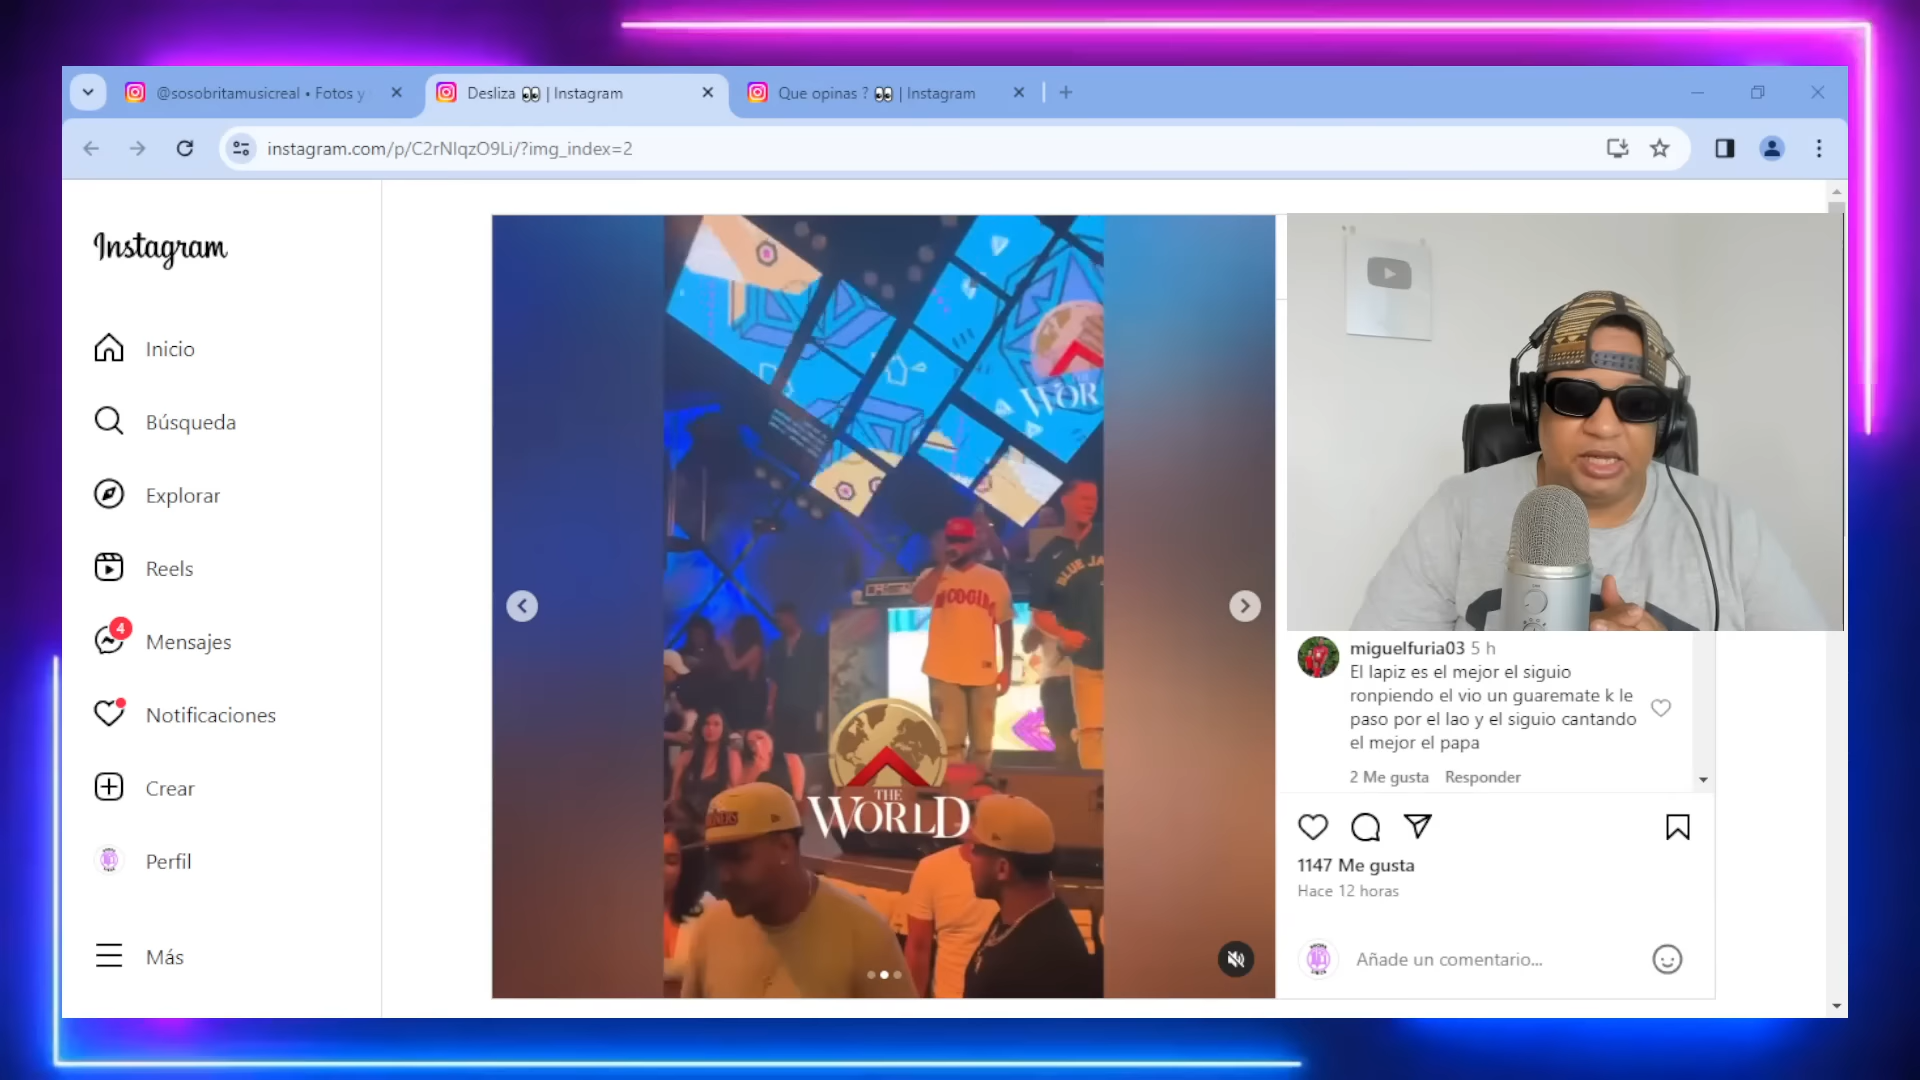 @sosobritamusicreal • Fotos y
Desliza 👀 | Instagram
Que opinas ? 👀 | Instagram
instagram.com/p/C2rNlqzO9Li/?img_index=2
Instagram
Inicio
Búsqueda
Explorar
Reels
4
Mensajes
Notificaciones
Crear
Perfil
Más
WOR
BLUE JA
THE
WORLD
miguelfuria03 5 h
El lapiz es el mejor el siguio
ronpiendo el vio un guaremate k le
paso por el lao y el siguio cantando
el mejor el papa
2 Me gusta Responder
1147 Me gusta
Hace 12 horas
Añade un comentario...